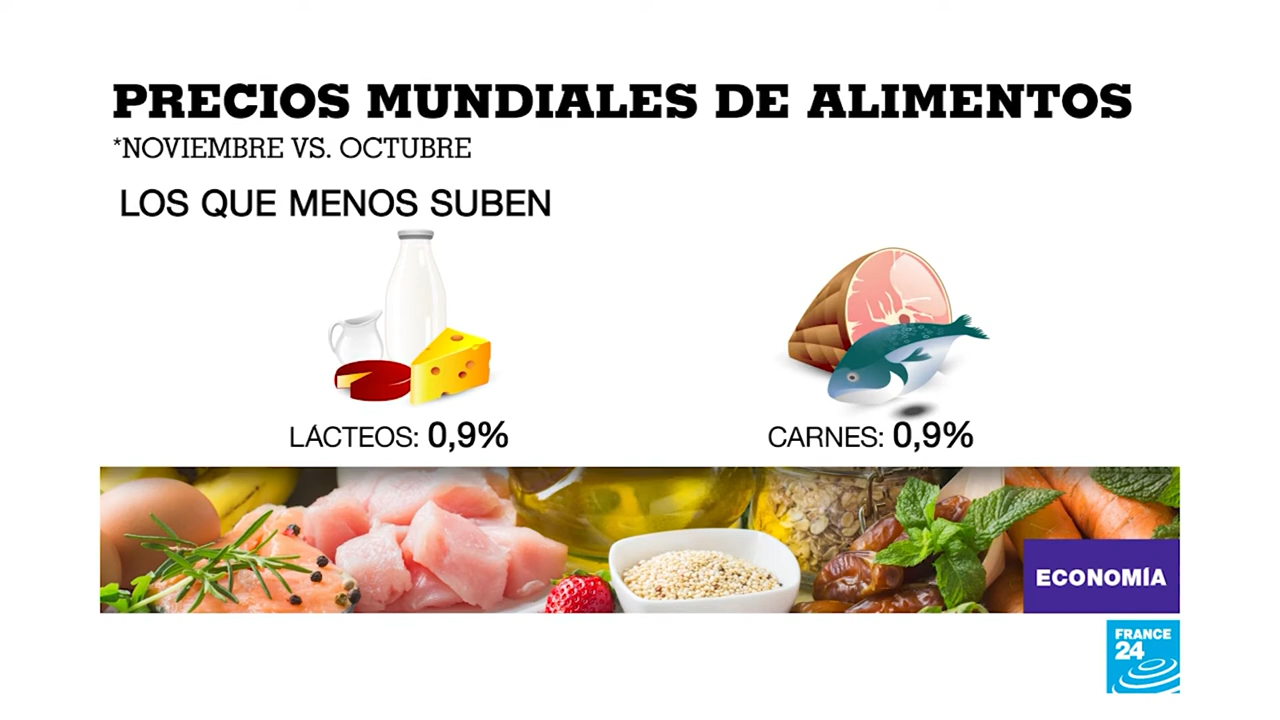 PRECIOS MUNDIALES DE ALIMENTOS
*NOVIEMBRE VS. OCTUBRE
LOS QUE MENOS SUBEN
LÁCTEOS: 0,9%
CARNES: 0,9%
ECONOMÍA
FRANCE
24